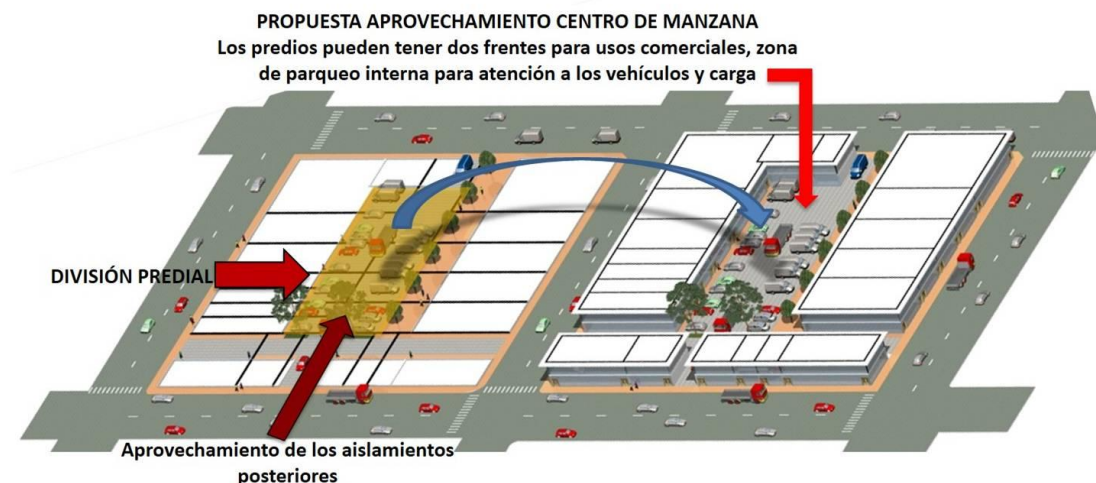 PROPUESTA APROVECHAMIENTO CENTRO DE MANZANA
Los predios pueden tener dos frentes para usos comerciales, zona
de parqueo interna para atención a los vehículos y carga
DIVISIÓN PREDIAL
Aprovechamiento de los aislamientos
posteriores